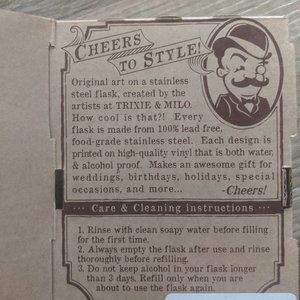 CHEERS
TO STYLE!
Original art on a stainless
steel flask, created by the
artists at TRIXIE & MILO.
How cool is that?! Every
flask is made from 100% lead free,
food-grade stainless steel. Each design is
printed on high-quality vinyl that is both water,
& alcohol proof. Makes an awesome gift for
weddings, birthdays, holidays, special
occasions, and more... -Cheers!
Care & Cleaning instructions
1. Rinse with clean soapy water before filling
for the first time.
2. Always empty the flask after use and rinse
thoroughly before refilling.
3. Do not keep alcohol in your flask longer
than 3 days. Refill only when you are
about to use the flask again.